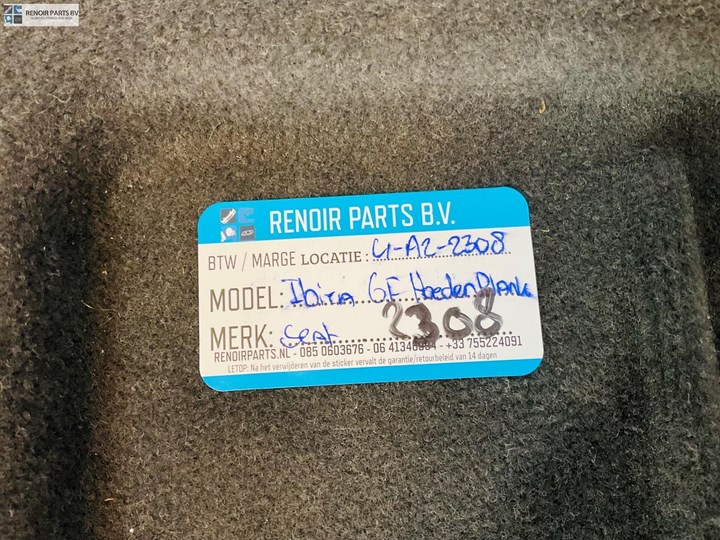 RENOIR PARTS BV.
RENOIR PARTS B.V.
BTW / MARGE LOCATIE: 4-A2-2308
MODEL: Ibiza 6F HoedenPlank
MERK: Seat 2308
RENOIRPARTS.NL - 085 0603676 - 06 41340 - +33 755224091
LETOP: Na het verwijderen van de sticker vervalt de garantie/retourbeleid van 14 dagen